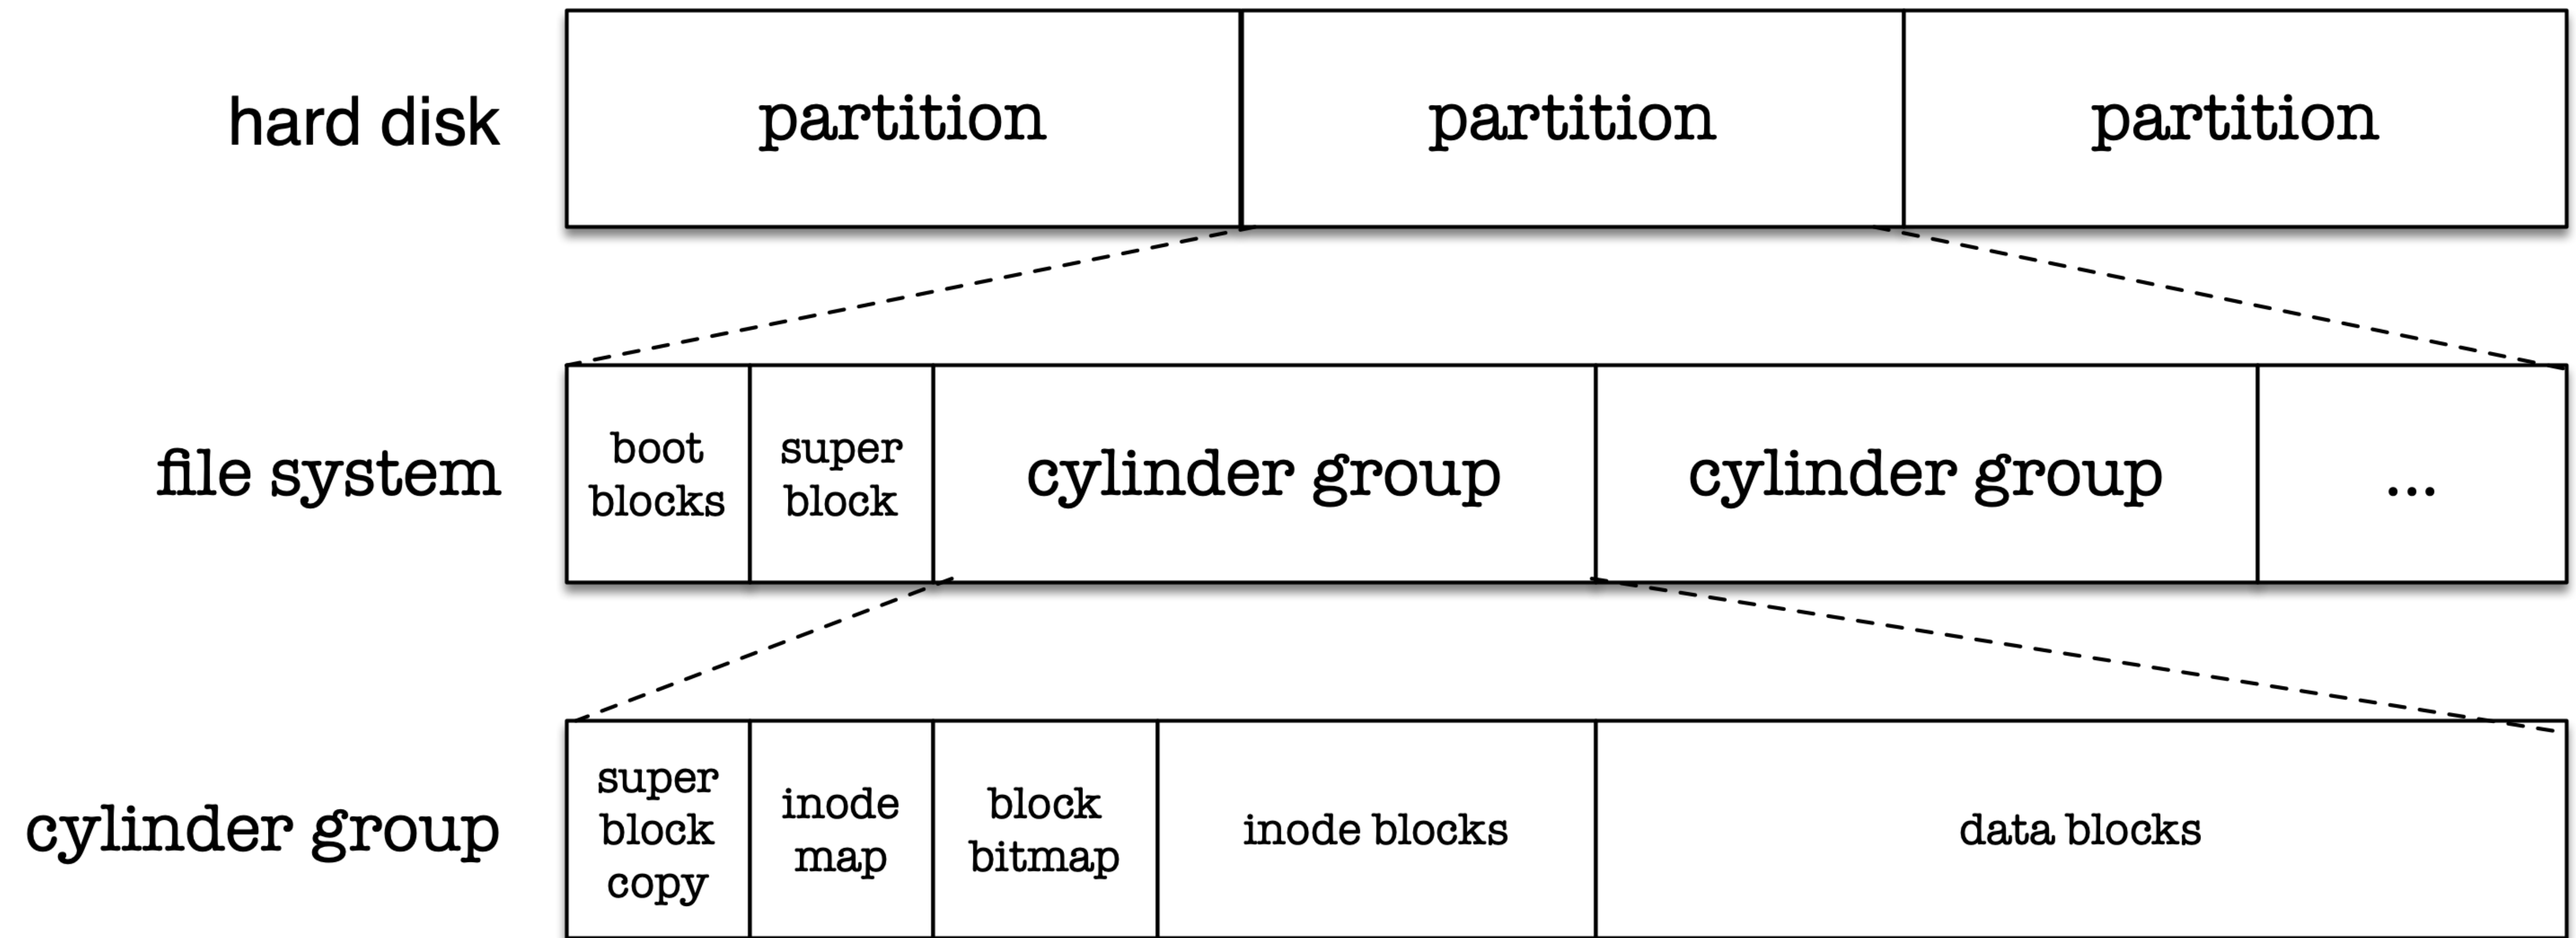 hard disk
partition
partition
partition
file system
boot
blocks
super
block
cylinder group
cylinder group
...
cylinder group
super
block
copy
inode
map
block
bitmap
inode blocks
data blocks